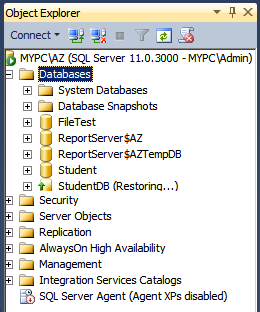 Object Explorer
Connect
MYPC\AZ (SQL Server 11.0.3000 - MYPC\Admin)
Databases
System Databases
Database Snapshots
FileTest
ReportServer$AZ
ReportServer$AZTempDB
Student
StudentDB (Restoring...)
Security
Server Objects
Replication
AlwaysOn High Availability
Management
Integration Services Catalogs
SQL Server Agent (Agent XPs disabled)